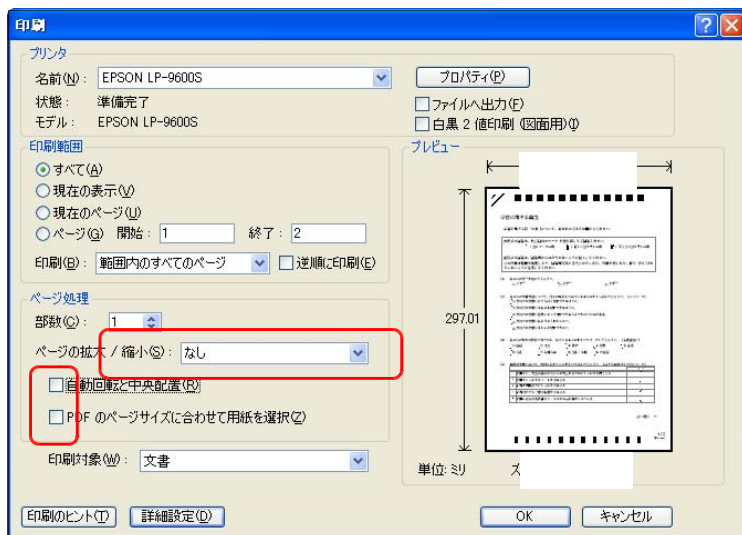 印刷
プリンタ
名前(N): EPSON LP-9600S
プロパティ(P)
状態: 準備完了
ファイルへ出力(F)
モデル: EPSON LP-9600S
白黒 2 値印刷 (図面用)(I)
印刷範囲
すべて(A)
現在の表示(V)
現在のページ(U)
ページ(G) 開始: 1 終了: 2
印刷(B): 範囲内のすべてのページ
逆順に印刷(E)
ページ処理
部数(C): 1
ページの拡大 / 縮小(S): なし
自動回転と中央配置(R)
PDF のページサイズに合わせて用紙を選択(Z)
印刷対象(W): 文書
プレビュー
297.01
単位: ミリ
ズ
印刷のヒント(T)
詳細設定(D)
OK
キャンセル